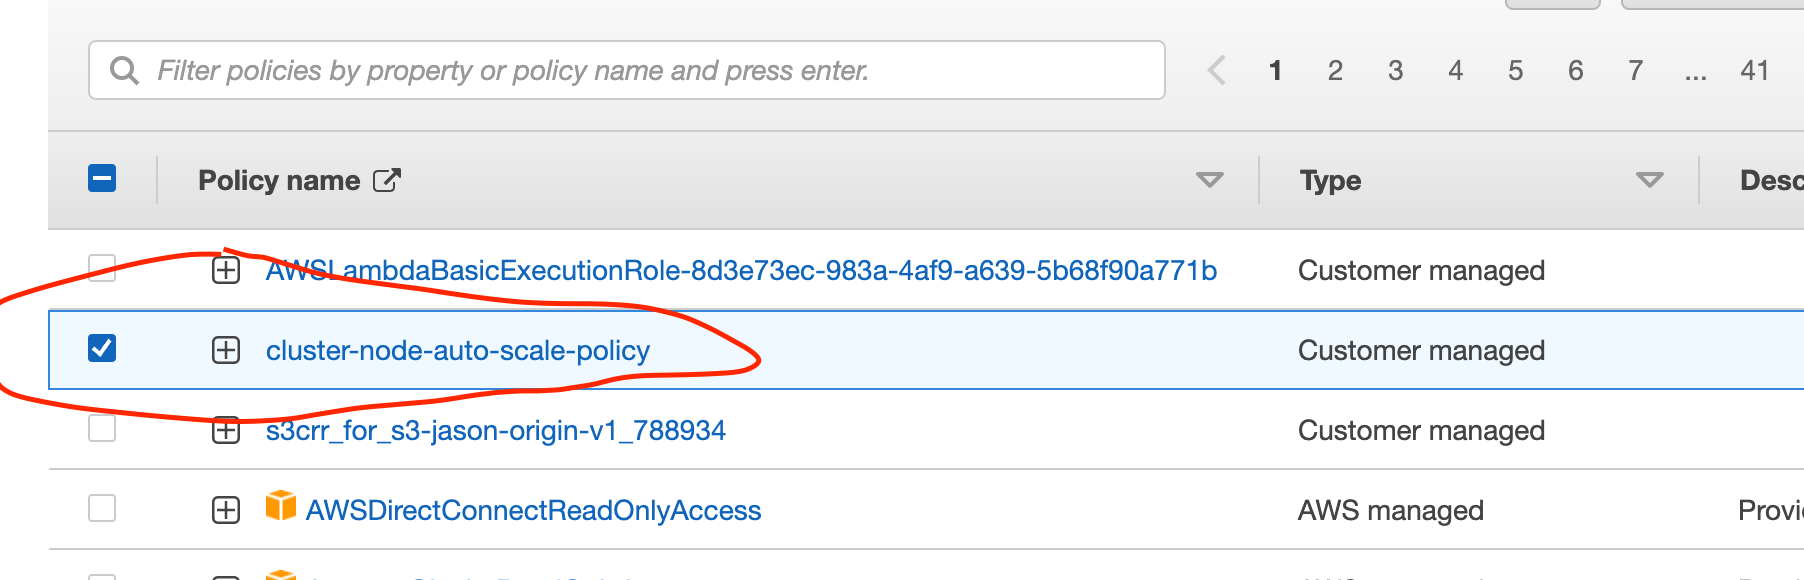 Filter policies by property or policy name and press enter.
1 2 3 4 5 6 7 ... 41
Policy name Type Desc
AWSLambdaBasicExecutionRole-8d3e73ec-983a-4af9-a639-5b68f90a771b Customer managed
cluster-node-auto-scale-policy Customer managed
s3crr_for_s3-jason-origin-v1_788934 Customer managed
AWSDirectConnectReadOnlyAccess AWS managed Provi